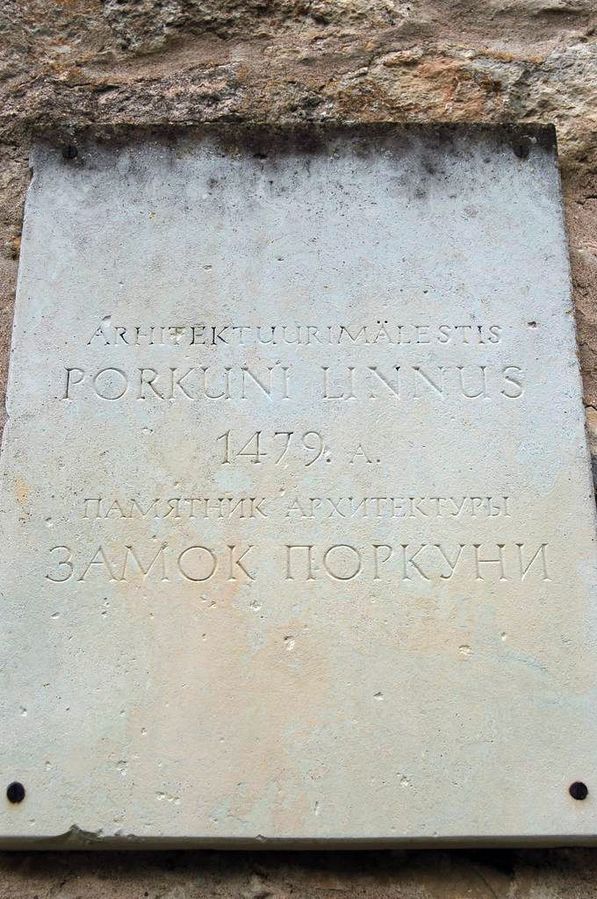 ARHITEKTUURIMÄLESTIS
PORKUNI LINNUS
1479. A.
ПАМЯТНИК АРХИТЕКТУРЫ
ЗАМОК ПОРКУНИ